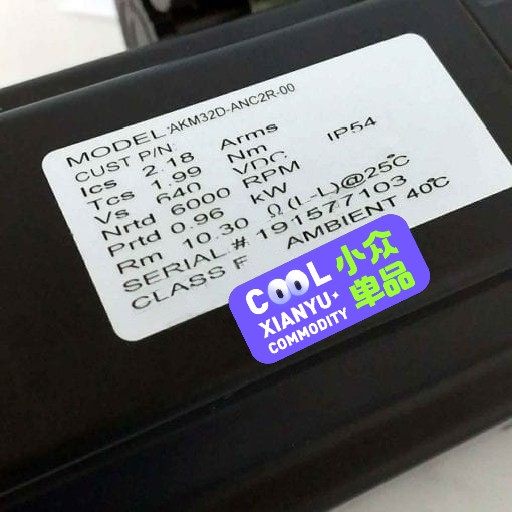 MODEL:AKM32D-ANC2R-00
CUST P/N
Ics 2.18 Arms
Tcs 1.99 Nm IP54
Vs 640 VDC
Nrtd 6000 RPM
Prtd 0.96 kW
Rm 10.30 Ω(L-L)@25°C
SERIAL # 191577103
CLASS F AMBIENT 40°C
COOL 小众
XIANYU 单品
COMMODITY